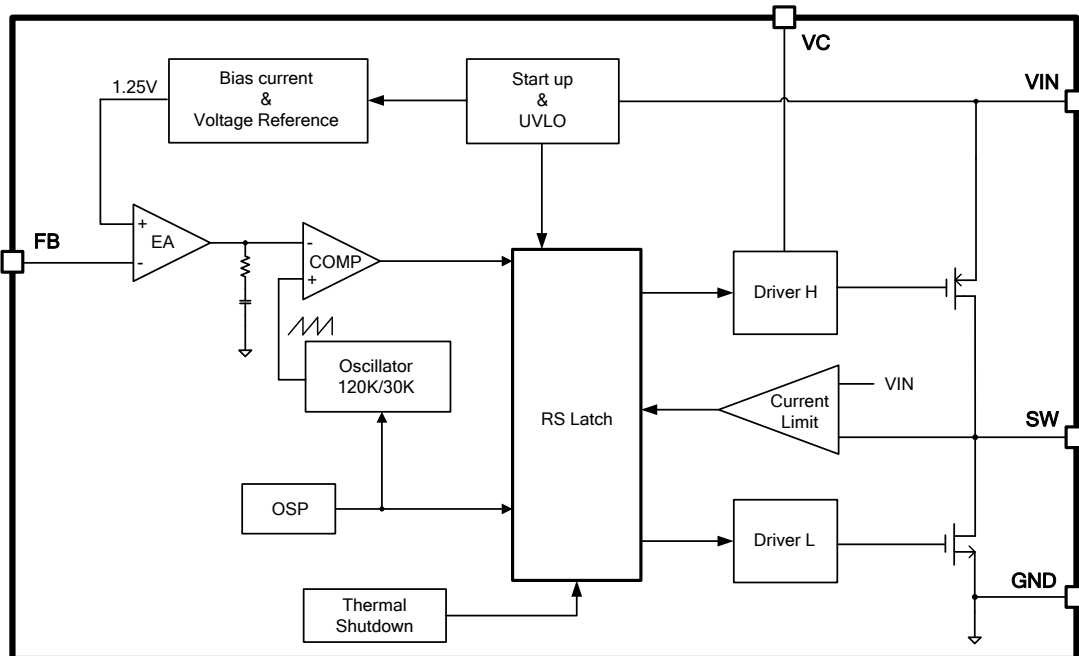 VC
VIN
1.25V
Bias current
&
Voltage Reference
Start up
&
UVLO
FB
+
EA
-
-
COMP
+
Driver H
Oscillator
120K/30K
RS Latch
VIN
Current
Limit
SW
OSP
Driver L
GND
Thermal
Shutdown